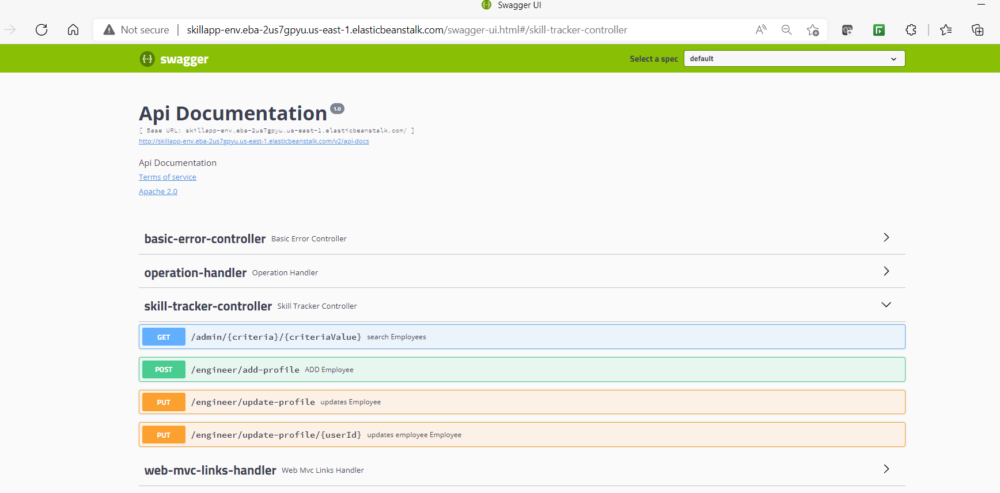 Swagger UI
Not secure | skillapp-env.eba-2us7gpyu.us-east-1.elasticbeanstalk.com/swagger-ui.html#/skill-tracker-controller
swagger Select a spec default
Api Documentation 1.0
[ Base URL: skillapp-env.eba-2us7gpyu.us-east-1.elasticbeanstalk.com/ ]
http://skillapp-env.eba-2us7gpyu.us-east-1.elasticbeanstalk.com/v2/api-docs
Api Documentation
Terms of service
Apache 2.0
basic-error-controller Basic Error Controller
operation-handler Operation Handler
skill-tracker-controller Skill Tracker Controller
GET /admin/{criteria}/{criteriaValue} search Employees
POST /engineer/add-profile ADD Employee
PUT /engineer/update-profile updates Employee
PUT /engineer/update-profile/{userId} updates employee Employee
web-mvc-links-handler Web Mvc Links Handler